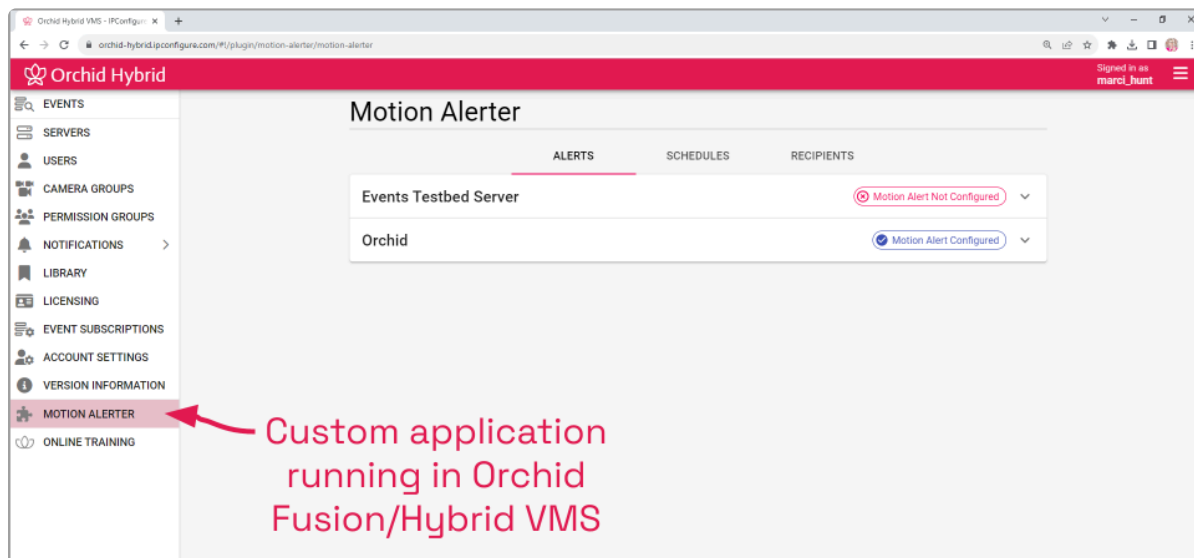 Orchid Hybrid VMS - IPConfigur
orchid-hybrid.ipconfigure.com/#!/plugin/motion-alerter/motion-alerter
Orchid Hybrid
Signed in as
marci_hunt
EVENTS
SERVERS
USERS
CAMERA GROUPS
PERMISSION GROUPS
NOTIFICATIONS
LIBRARY
LICENSING
EVENT SUBSCRIPTIONS
ACCOUNT SETTINGS
VERSION INFORMATION
MOTION ALERTER
ONLINE TRAINING
Motion Alerter
ALERTS SCHEDULES RECIPIENTS
Events Testbed Server Motion Alert Not Configured
Orchid Motion Alert Configured
Custom application
running in Orchid
Fusion/Hybrid VMS